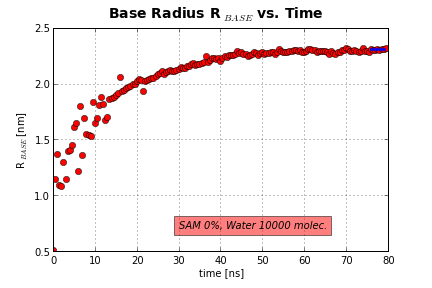 Base Radius R BASE vs. Time
2.5
2.0
1.5
1.0
0.5
R BASE [nm]
SAM 0%, Water 10000 molec.
0 10 20 30 40 50 60 70 80
time [ns]